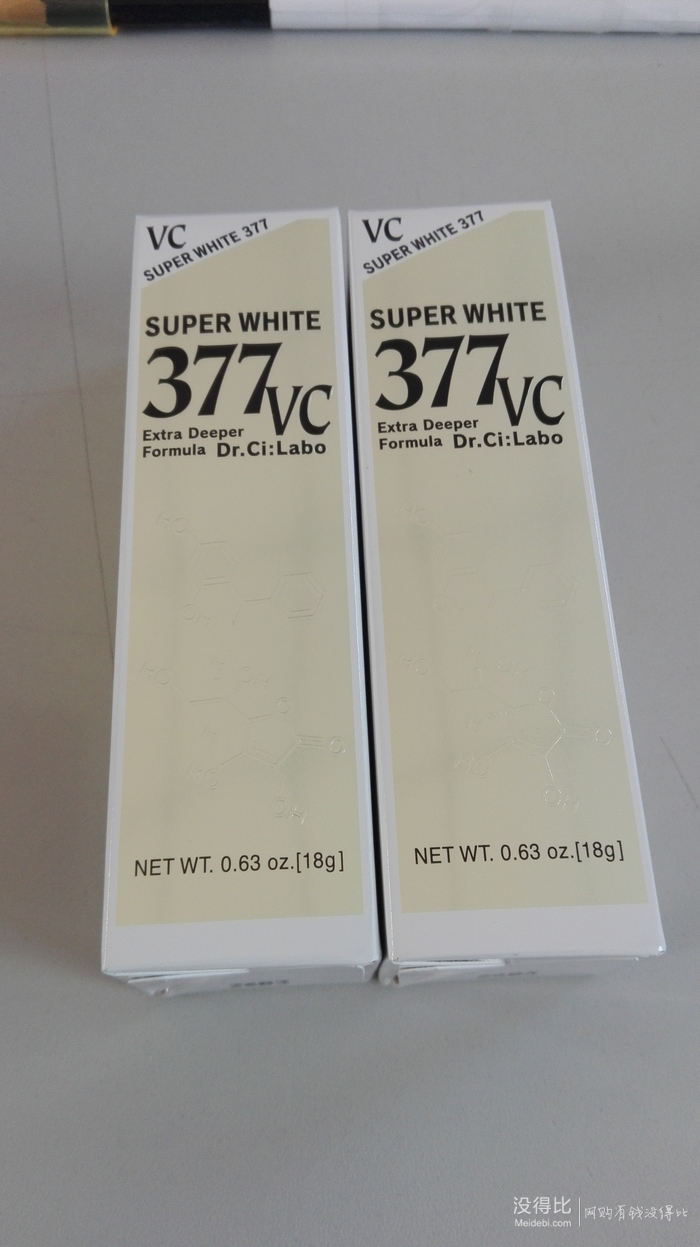 VC
SUPER WHITE 377
SUPER WHITE
377VC
Extra Deeper
Formula Dr.Ci:Labo
NET WT. 0.63 oz.[18g]
VC
SUPER WHITE 377
SUPER WHITE
377VC
Extra Deeper
Formula Dr.Ci:Labo
NET WT. 0.63 oz.[18g]
没得比
Meidebi.com
网购有钱没得比